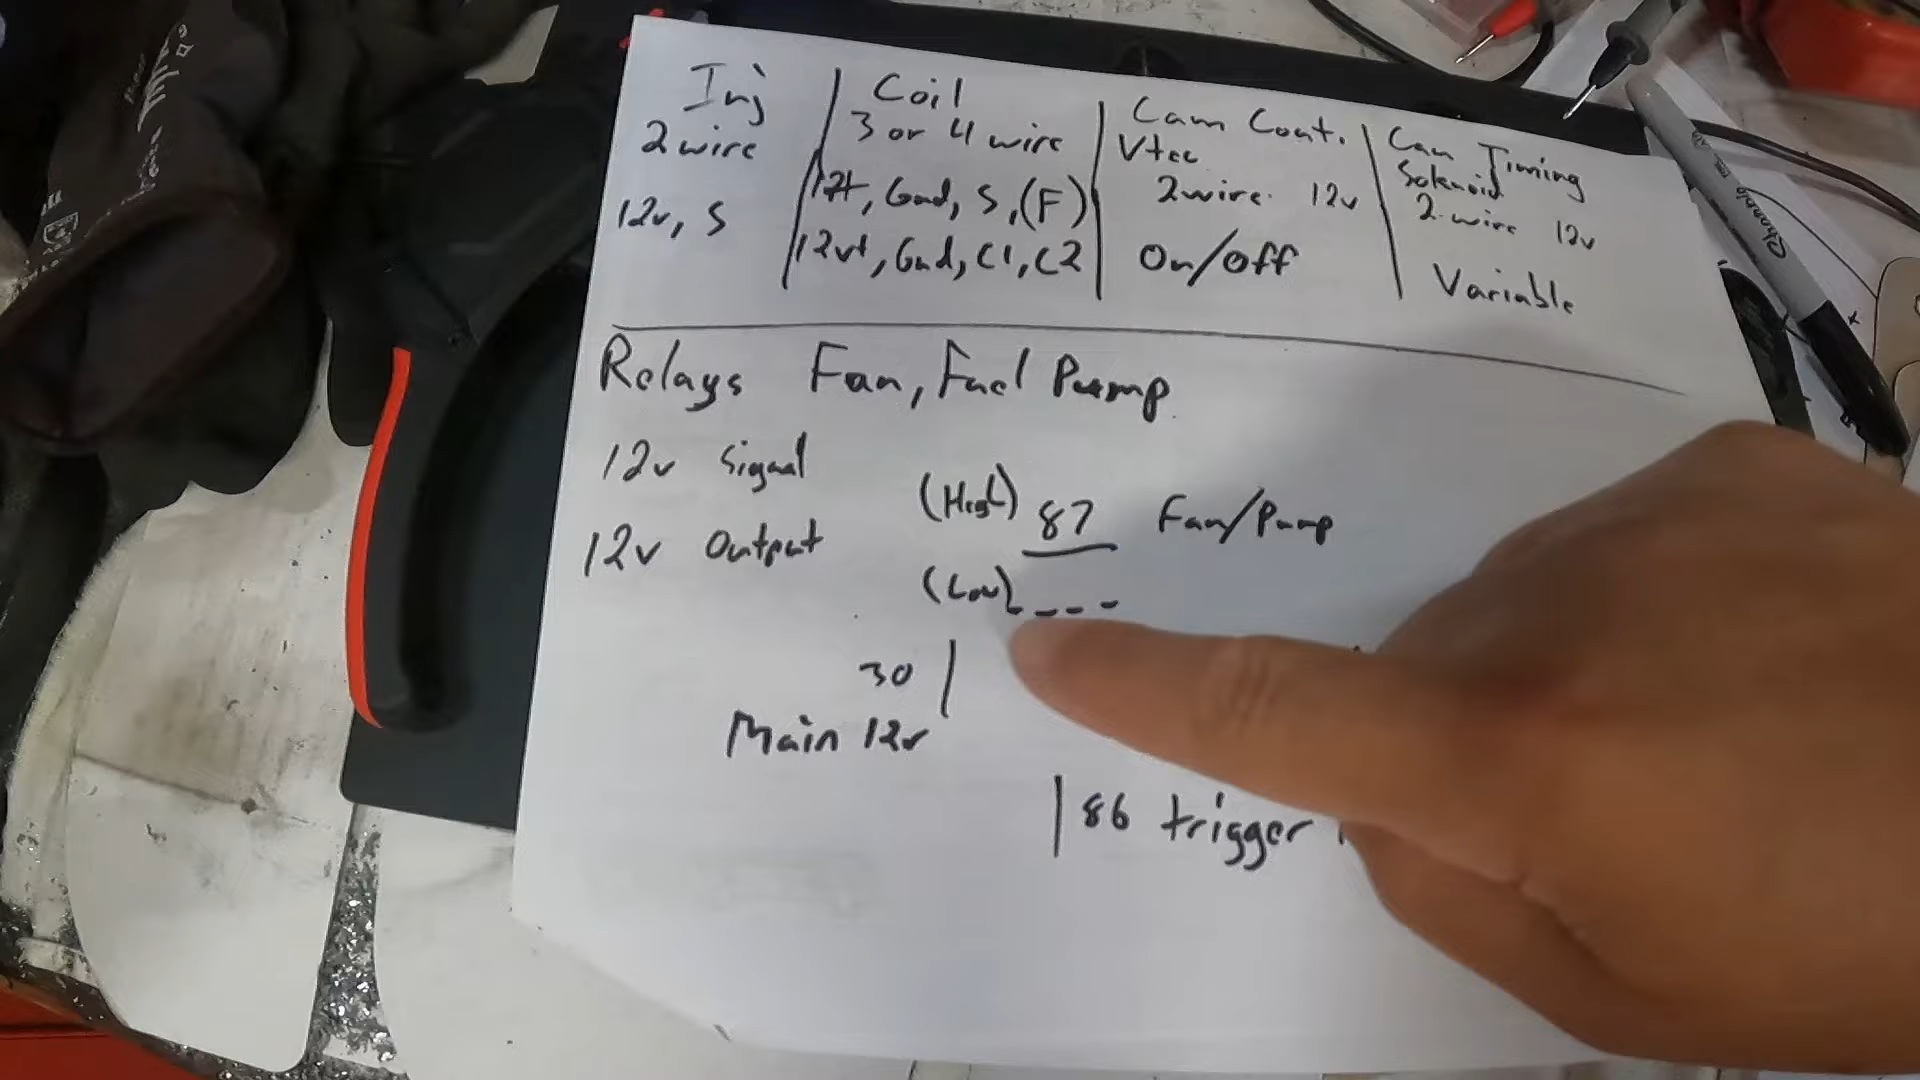 Inj
2 wire
12v, S
Coil
3 or 4 wire
12+, Gnd, S, (F)
12v+, Gnd, C1, C2
Cam Cont.
Vtec
2 wire 12v
On/Off
Cam Timing
Solenoid
2-wire 12v
Variable
Relays Fan, Fuel Pump
12v Signal
12v Output
(High) 87 Fan/Pump
(Low)
30
Main 12v
86 trigger